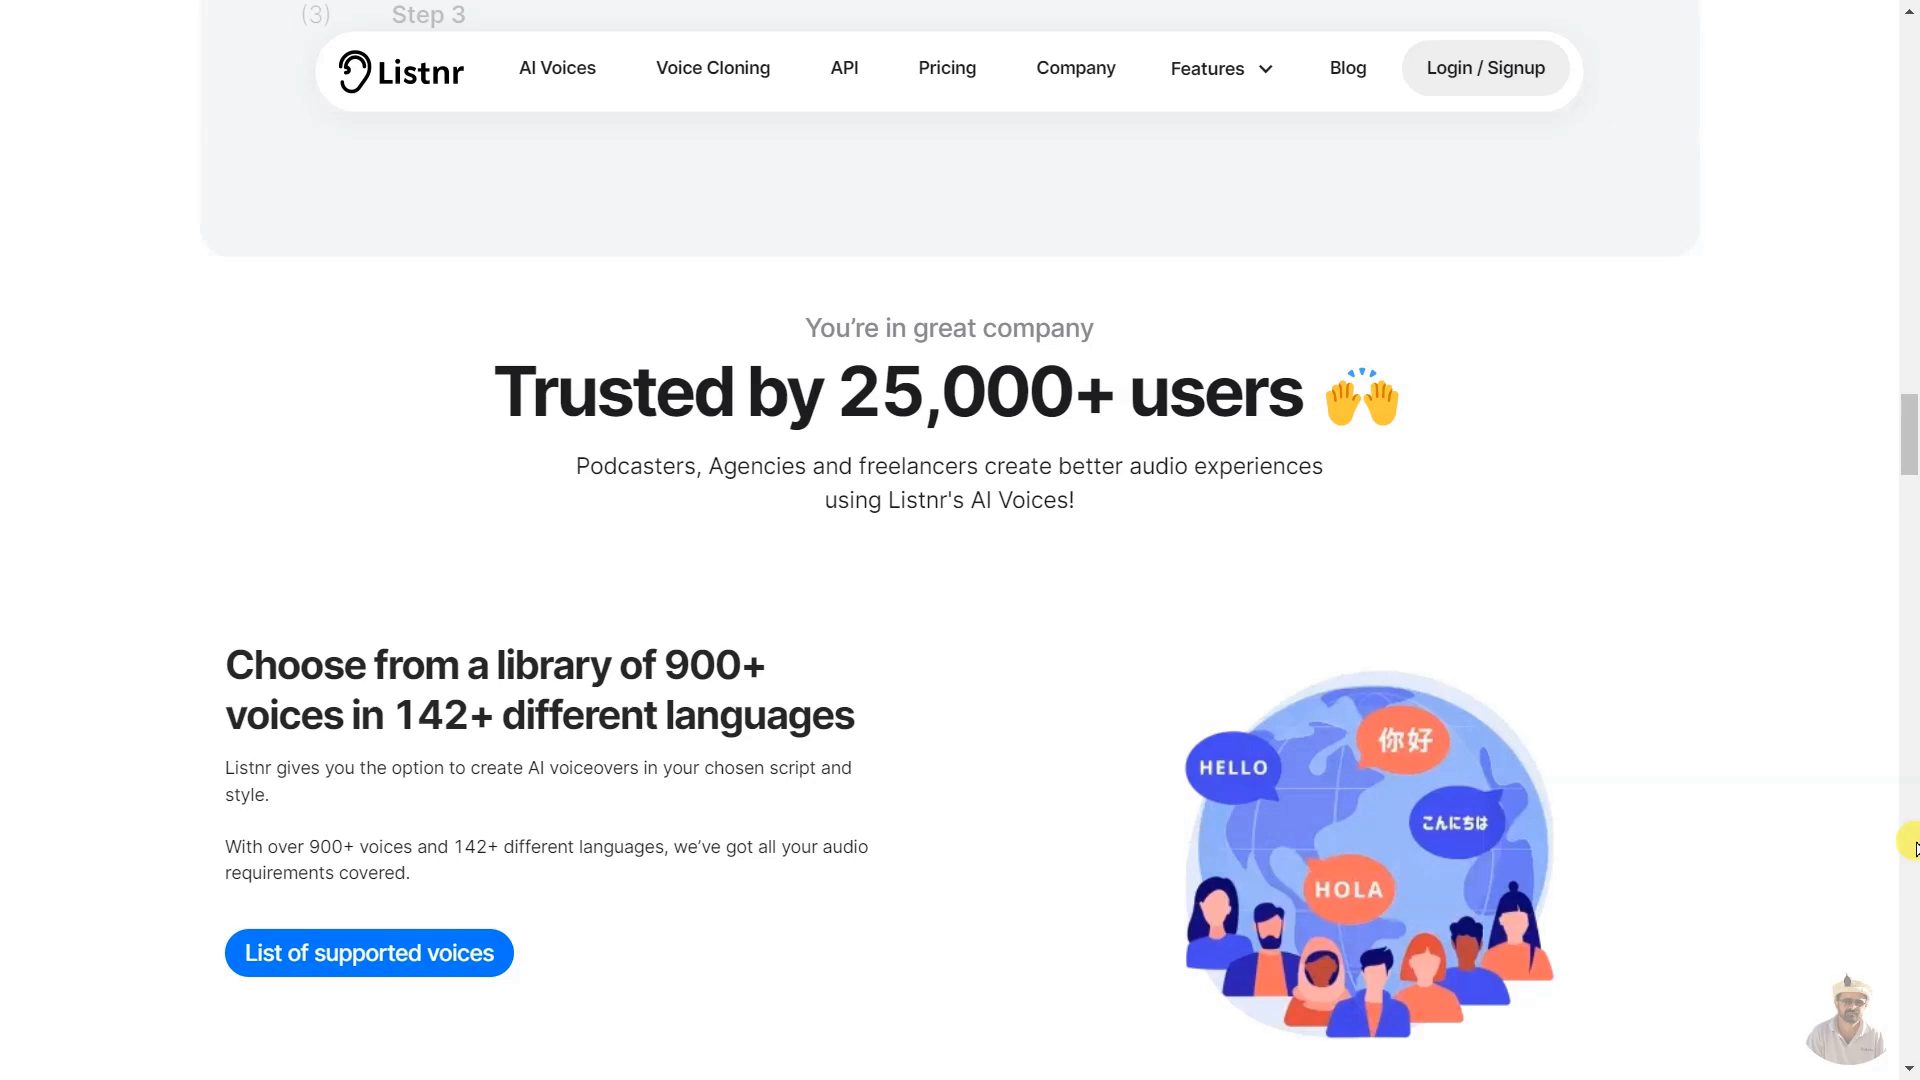 (3) Step 3
Listnr AI Voices Voice Cloning API Pricing Company Features Blog Login / Signup
You’re in great company
Trusted by 25,000+ users 🙌
Podcasters, Agencies and freelancers create better audio experiences
using Listnr's AI Voices!
Choose from a library of 900+
voices in 142+ different languages
Listnr gives you the option to create AI voiceovers in your chosen script and
style.
With over 900+ voices and 142+ different languages, we’ve got all your audio
requirements covered.
List of supported voices
你好
HELLO
こんにちは
HOLA